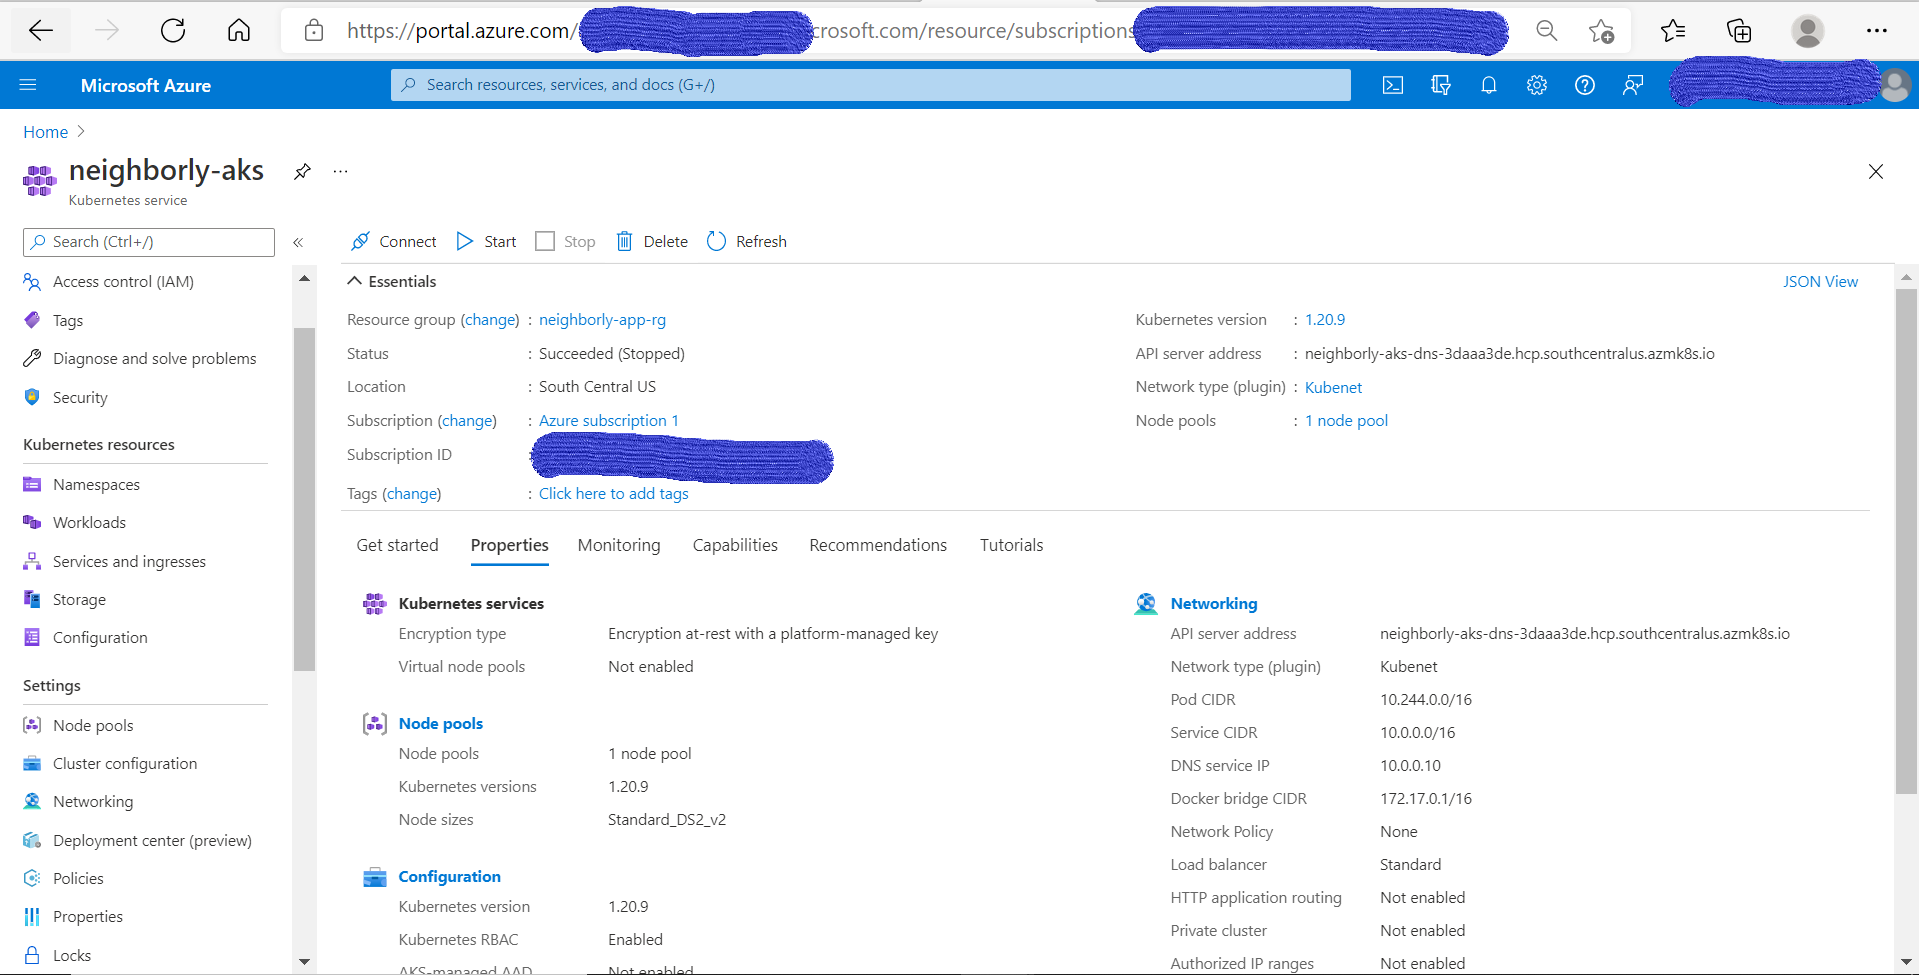 https://portal.azure.com/ crosoft.com/resource/subscriptions
Microsoft Azure
Search resources, services, and docs (G+/)
Home
neighborly-aks
...
Kubernetes service
Search (Ctrl+/)
«
Connect Start Stop Delete Refresh
Access control (IAM)
Tags
Diagnose and solve problems
Security
Kubernetes resources
Namespaces
Workloads
Services and ingresses
Storage
Configuration
Settings
Node pools
Cluster configuration
Networking
Deployment center (preview)
Policies
Properties
Locks
Essentials
JSON View
Resource group (change) : neighborly-app-rg
Status : Succeeded (Stopped)
Location : South Central US
Subscription (change) : Azure subscription 1
Subscription ID :
Tags (change) : Click here to add tags
Kubernetes version : 1.20.9
API server address : neighborly-aks-dns-3daaa3de.hcp.southcentralus.azmk8s.io
Network type (plugin) : Kubenet
Node pools : 1 node pool
Get started Properties Monitoring Capabilities Recommendations Tutorials
Kubernetes services
Encryption type Encryption at-rest with a platform-managed key
Virtual node pools Not enabled
Node pools
Node pools 1 node pool
Kubernetes versions 1.20.9
Node sizes Standard_DS2_v2
Configuration
Kubernetes version 1.20.9
Kubernetes RBAC Enabled
AKS-managed AAD Not enabled
Networking
API server address neighborly-aks-dns-3daaa3de.hcp.southcentralus.azmk8s.io
Network type (plugin) Kubenet
Pod CIDR 10.244.0.0/16
Service CIDR 10.0.0.0/16
DNS service IP 10.0.0.10
Docker bridge CIDR 172.17.0.1/16
Network Policy None
Load balancer Standard
HTTP application routing Not enabled
Private cluster Not enabled
Authorized IP ranges Not enabled